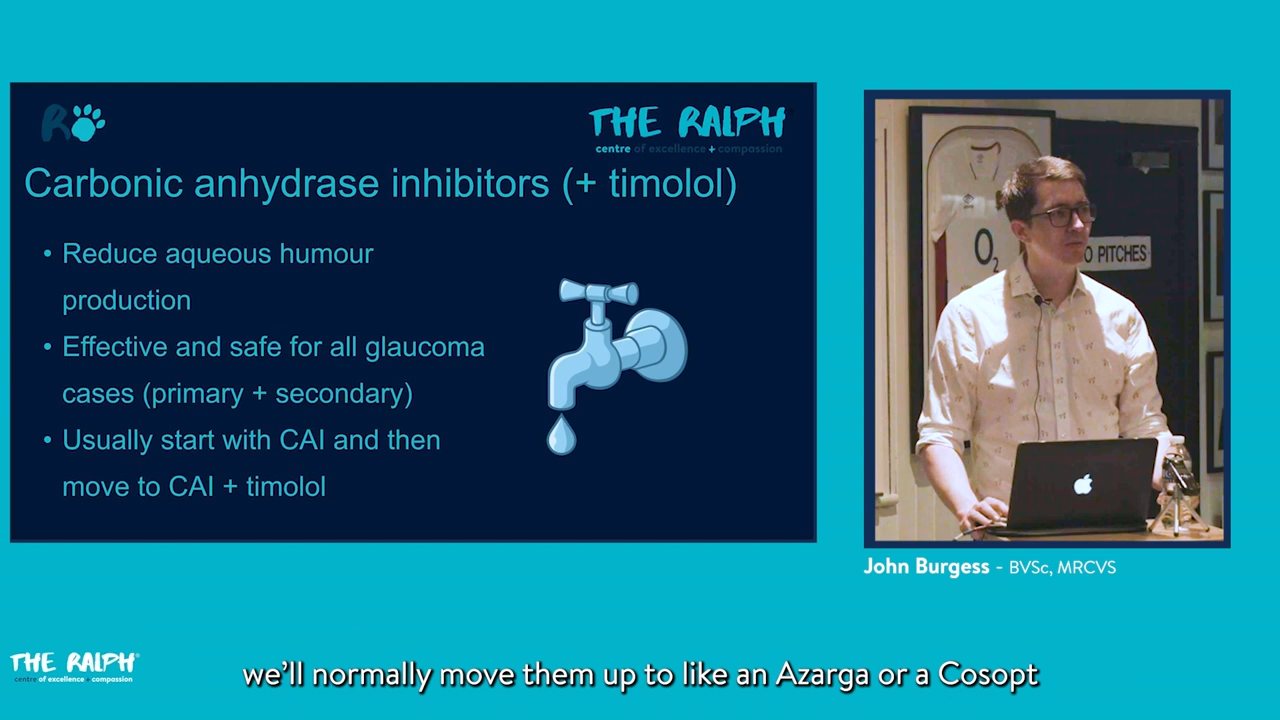 THE RALPH
centre of excellence + compassion
Carbonic anhydrase inhibitors (+ timolol)
• Reduce aqueous humour
production
• Effective and safe for all glaucoma
cases (primary + secondary)
• Usually start with CAI and then
move to CAI + timolol
O2
O PITCHES
John Burgess - BVSc, MRCVS
THE RALPH
centre of excellence + compassion
we'll normally move them up to like an Azarga or a Cosopt